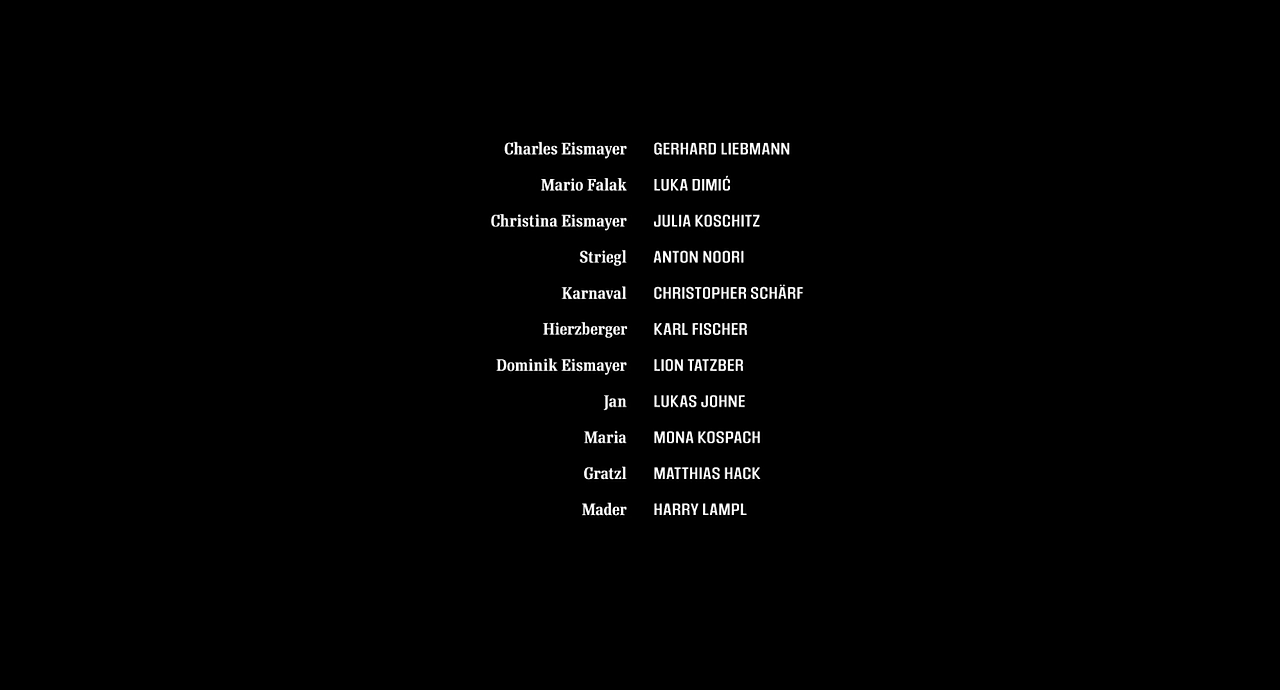 Charles Eismayer GERHARD LIEBMANN
Mario Falak LUKA DIMIĆ
Christina Eismayer JULIA KOSCHITZ
Striegl ANTON NOORI
Karnaval CHRISTOPHER SCHÄRF
Hierzberger KARL FISCHER
Dominik Eismayer LION TATZBER
Jan LUKAS JOHNE
Maria MONA KOSPACH
Gratzl MATTHIAS HACK
Mader HARRY LAMPL